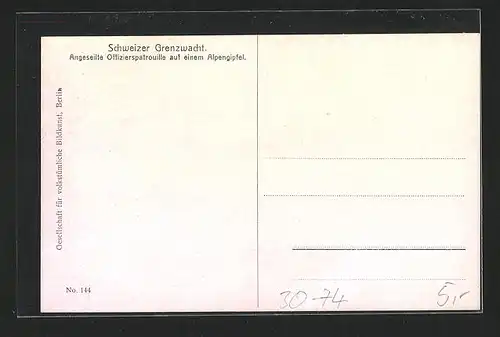 Schweizer Grenzwacht.
Angeseilte Offizierspatrouille auf einem Alpengipfel.
Gesellschaft für volkstümliche Bildkunst, Berlin
No. 144
30-74
5,-